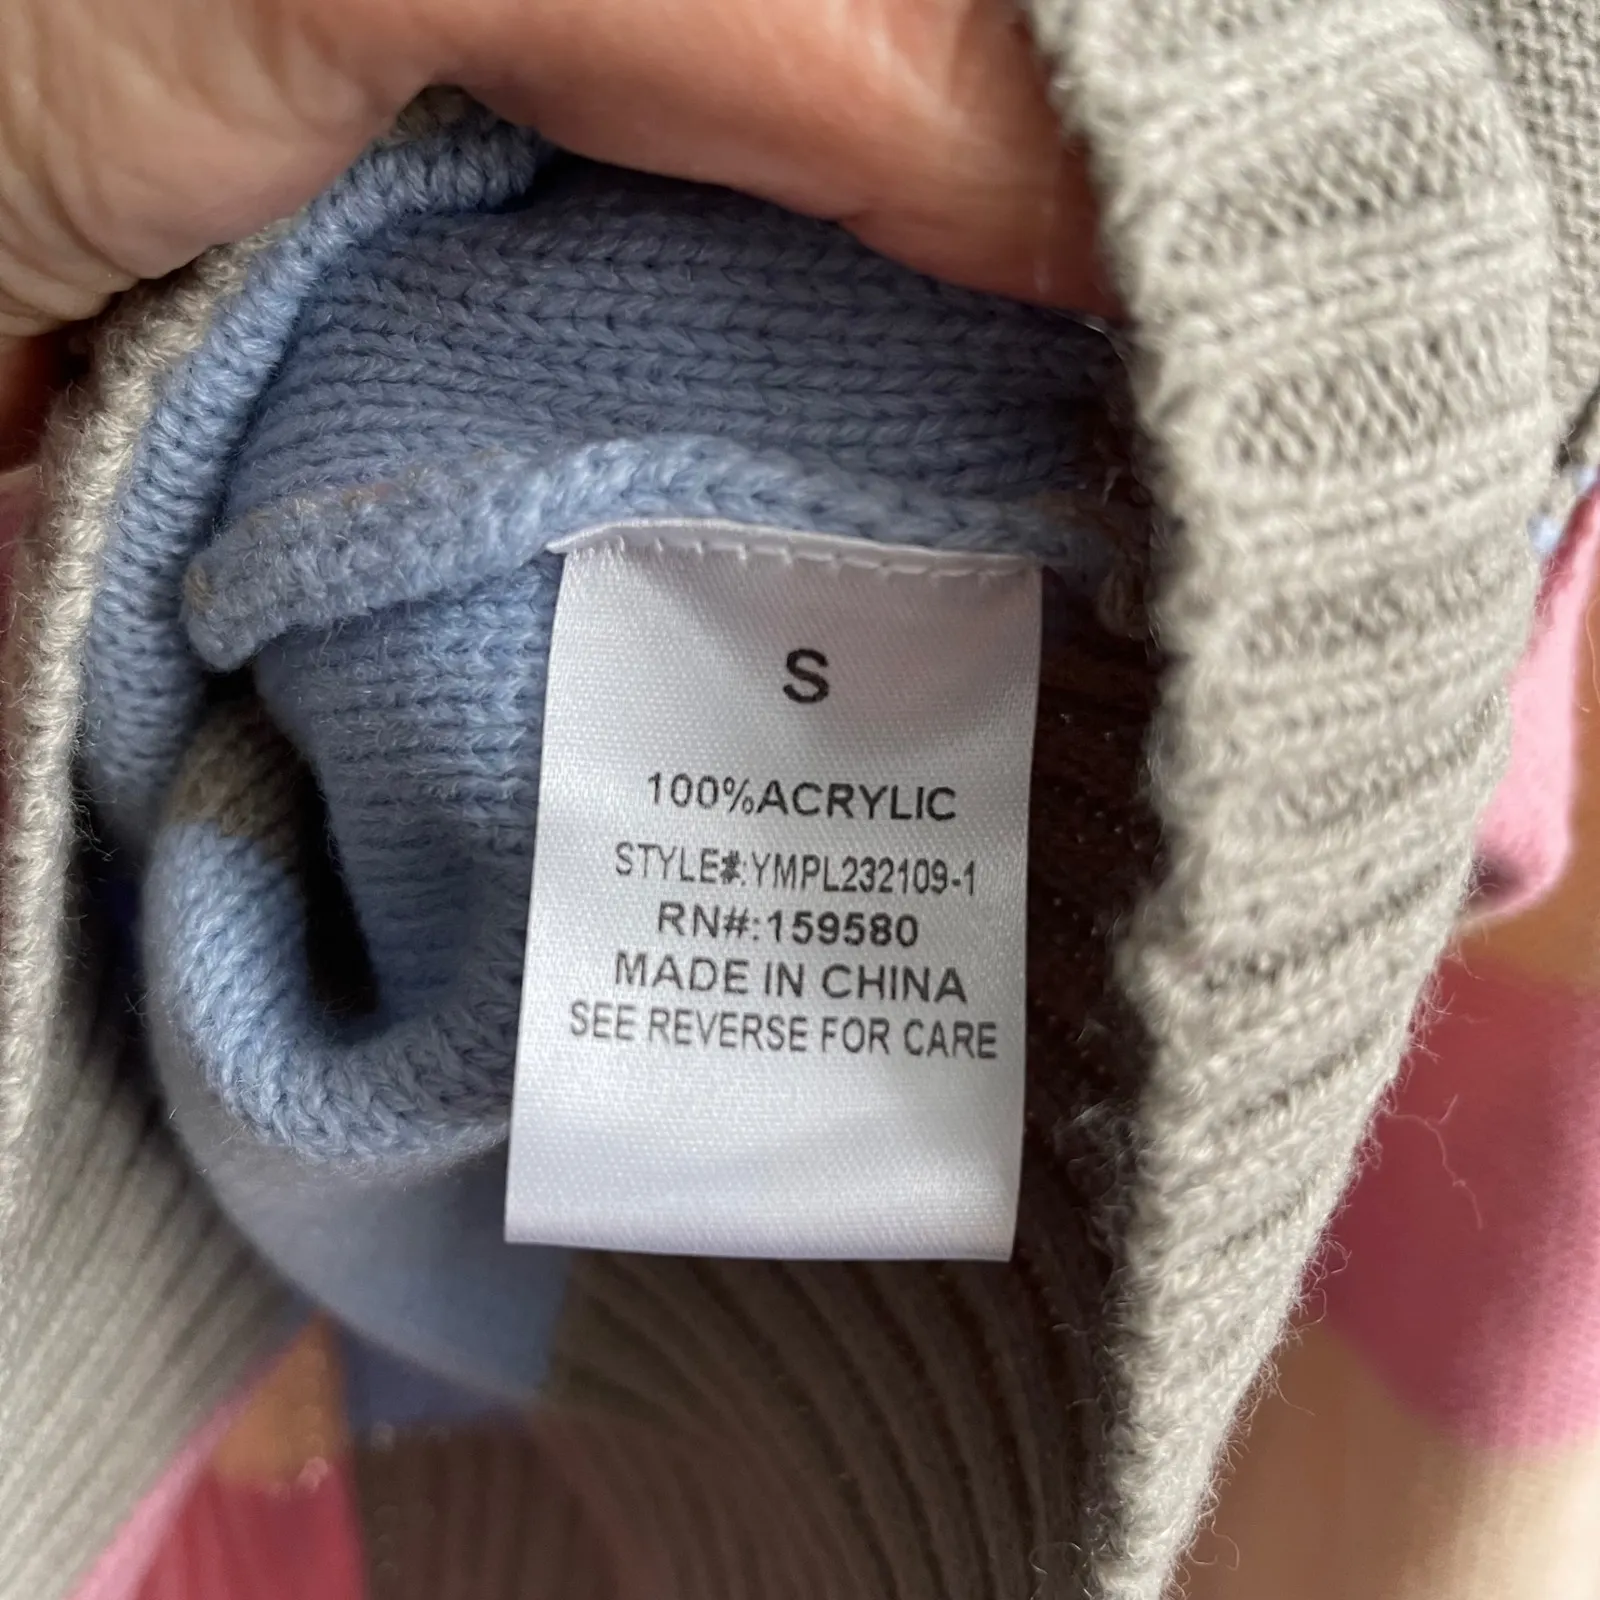 S
100%ACRYLIC
STYLE#:YMPL232109-1
RN#:159580
MADE IN CHINA
SEE REVERSE FOR CARE